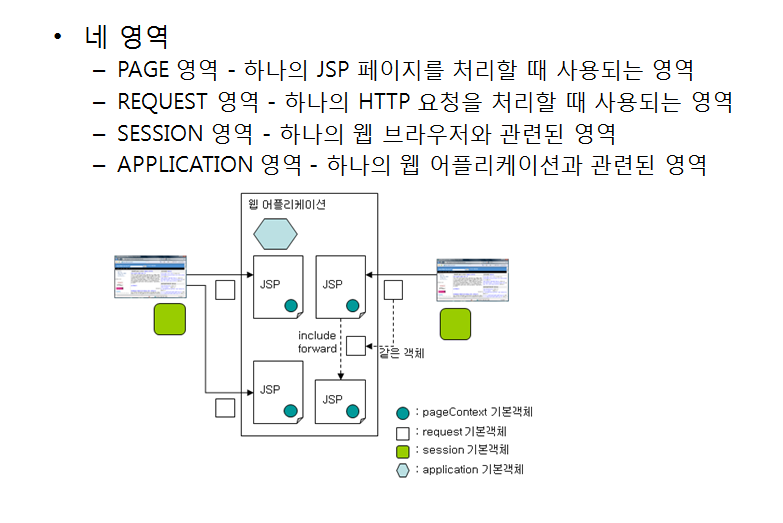 • 네 영역
– PAGE 영역 - 하나의 JSP 페이지를 처리할 때 사용되는 영역
– REQUEST 영역 - 하나의 HTTP 요청을 처리할 때 사용되는 영역
– SESSION 영역 - 하나의 웹 브라우저와 관련된 영역
– APPLICATION 영역 - 하나의 웹 어플리케이션과 관련된 영역
웹 어플리케이션
JSP
JSP
include
forward
같은 객체
JSP
JSP
: pageContext 기본객체
: request 기본객체
: session 기본객체
: application 기본객체